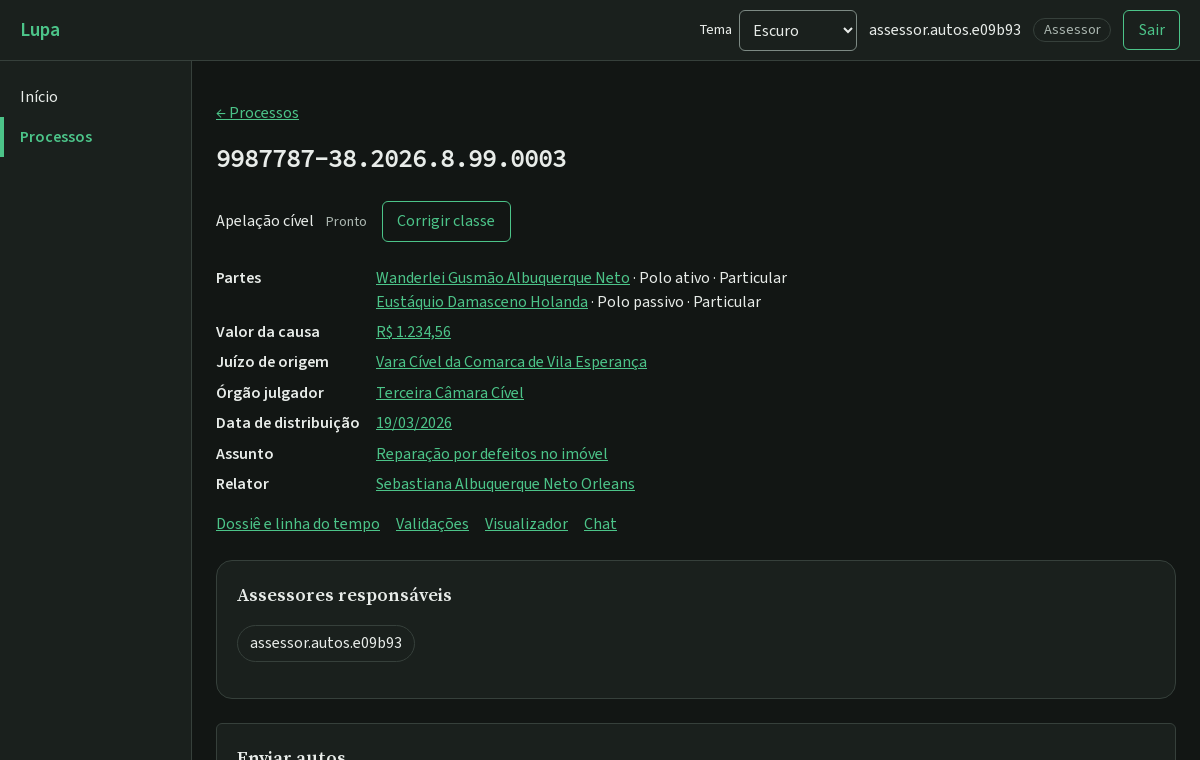 Lupa
Tema Escuro assessor.autos.e09b93 Assessor Sair
Início
Processos
← Processos
9987787-38.2026.8.99.0003
Apelação cível Pronto Corrigir classe
Partes Wanderlei Gusmão Albuquerque Neto · Polo ativo · Particular
Eustáquio Damasceno Holanda · Polo passivo · Particular
Valor da causa R$ 1.234,56
Juízo de origem Vara Cível da Comarca de Vila Esperança
Órgão julgador Terceira Câmara Cível
Data de distribuição 19/03/2026
Assunto Reparação por defeitos no imóvel
Relator Sebastiana Albuquerque Neto Orleans
Dossiê e linha do tempo Validações Visualizador Chat
Assessores responsáveis
assessor.autos.e09b93
Enviar autos